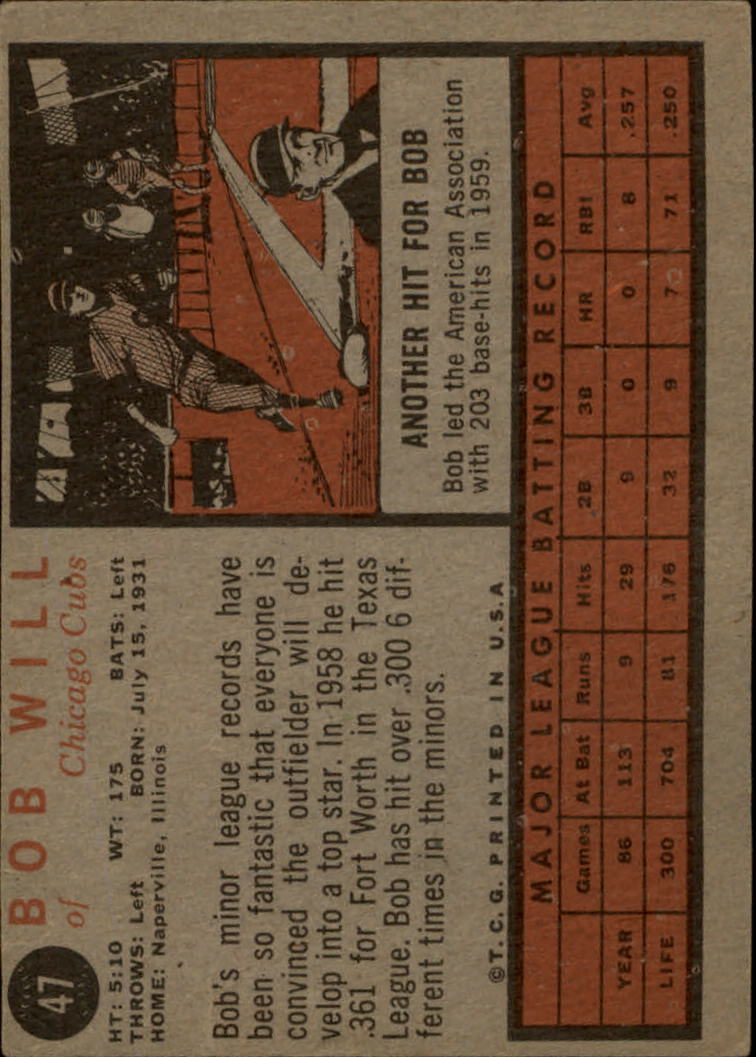 47
BOB WILL
of Chicago Cubs
HT: 5:10 WT: 175 BATS: Left
THROWS: Left BORN: July 15, 1931
HOME: Naperville, Illinois
Bob's minor league records have
been so fantastic that everyone is
convinced the outfielder will de-
velop into a top star. In 1958 he hit
.361 for Fort Worth in the Texas
League. Bob has hit over .300 6 dif-
ferent times in the minors.
©T. C. G. PRINTED IN U.S.A
ANOTHER HIT FOR BOB
Bob led the American Association
with 203 base-hits in 1959.
MAJOR LEAGUE BATTING RECORD
Games At Bat Runs Hits 2B 3B HR RBI Avg
YEAR 86 113 9 29 9 0 0 8 .257
LIFE 300 704 81 176 32 9 7 71 .250